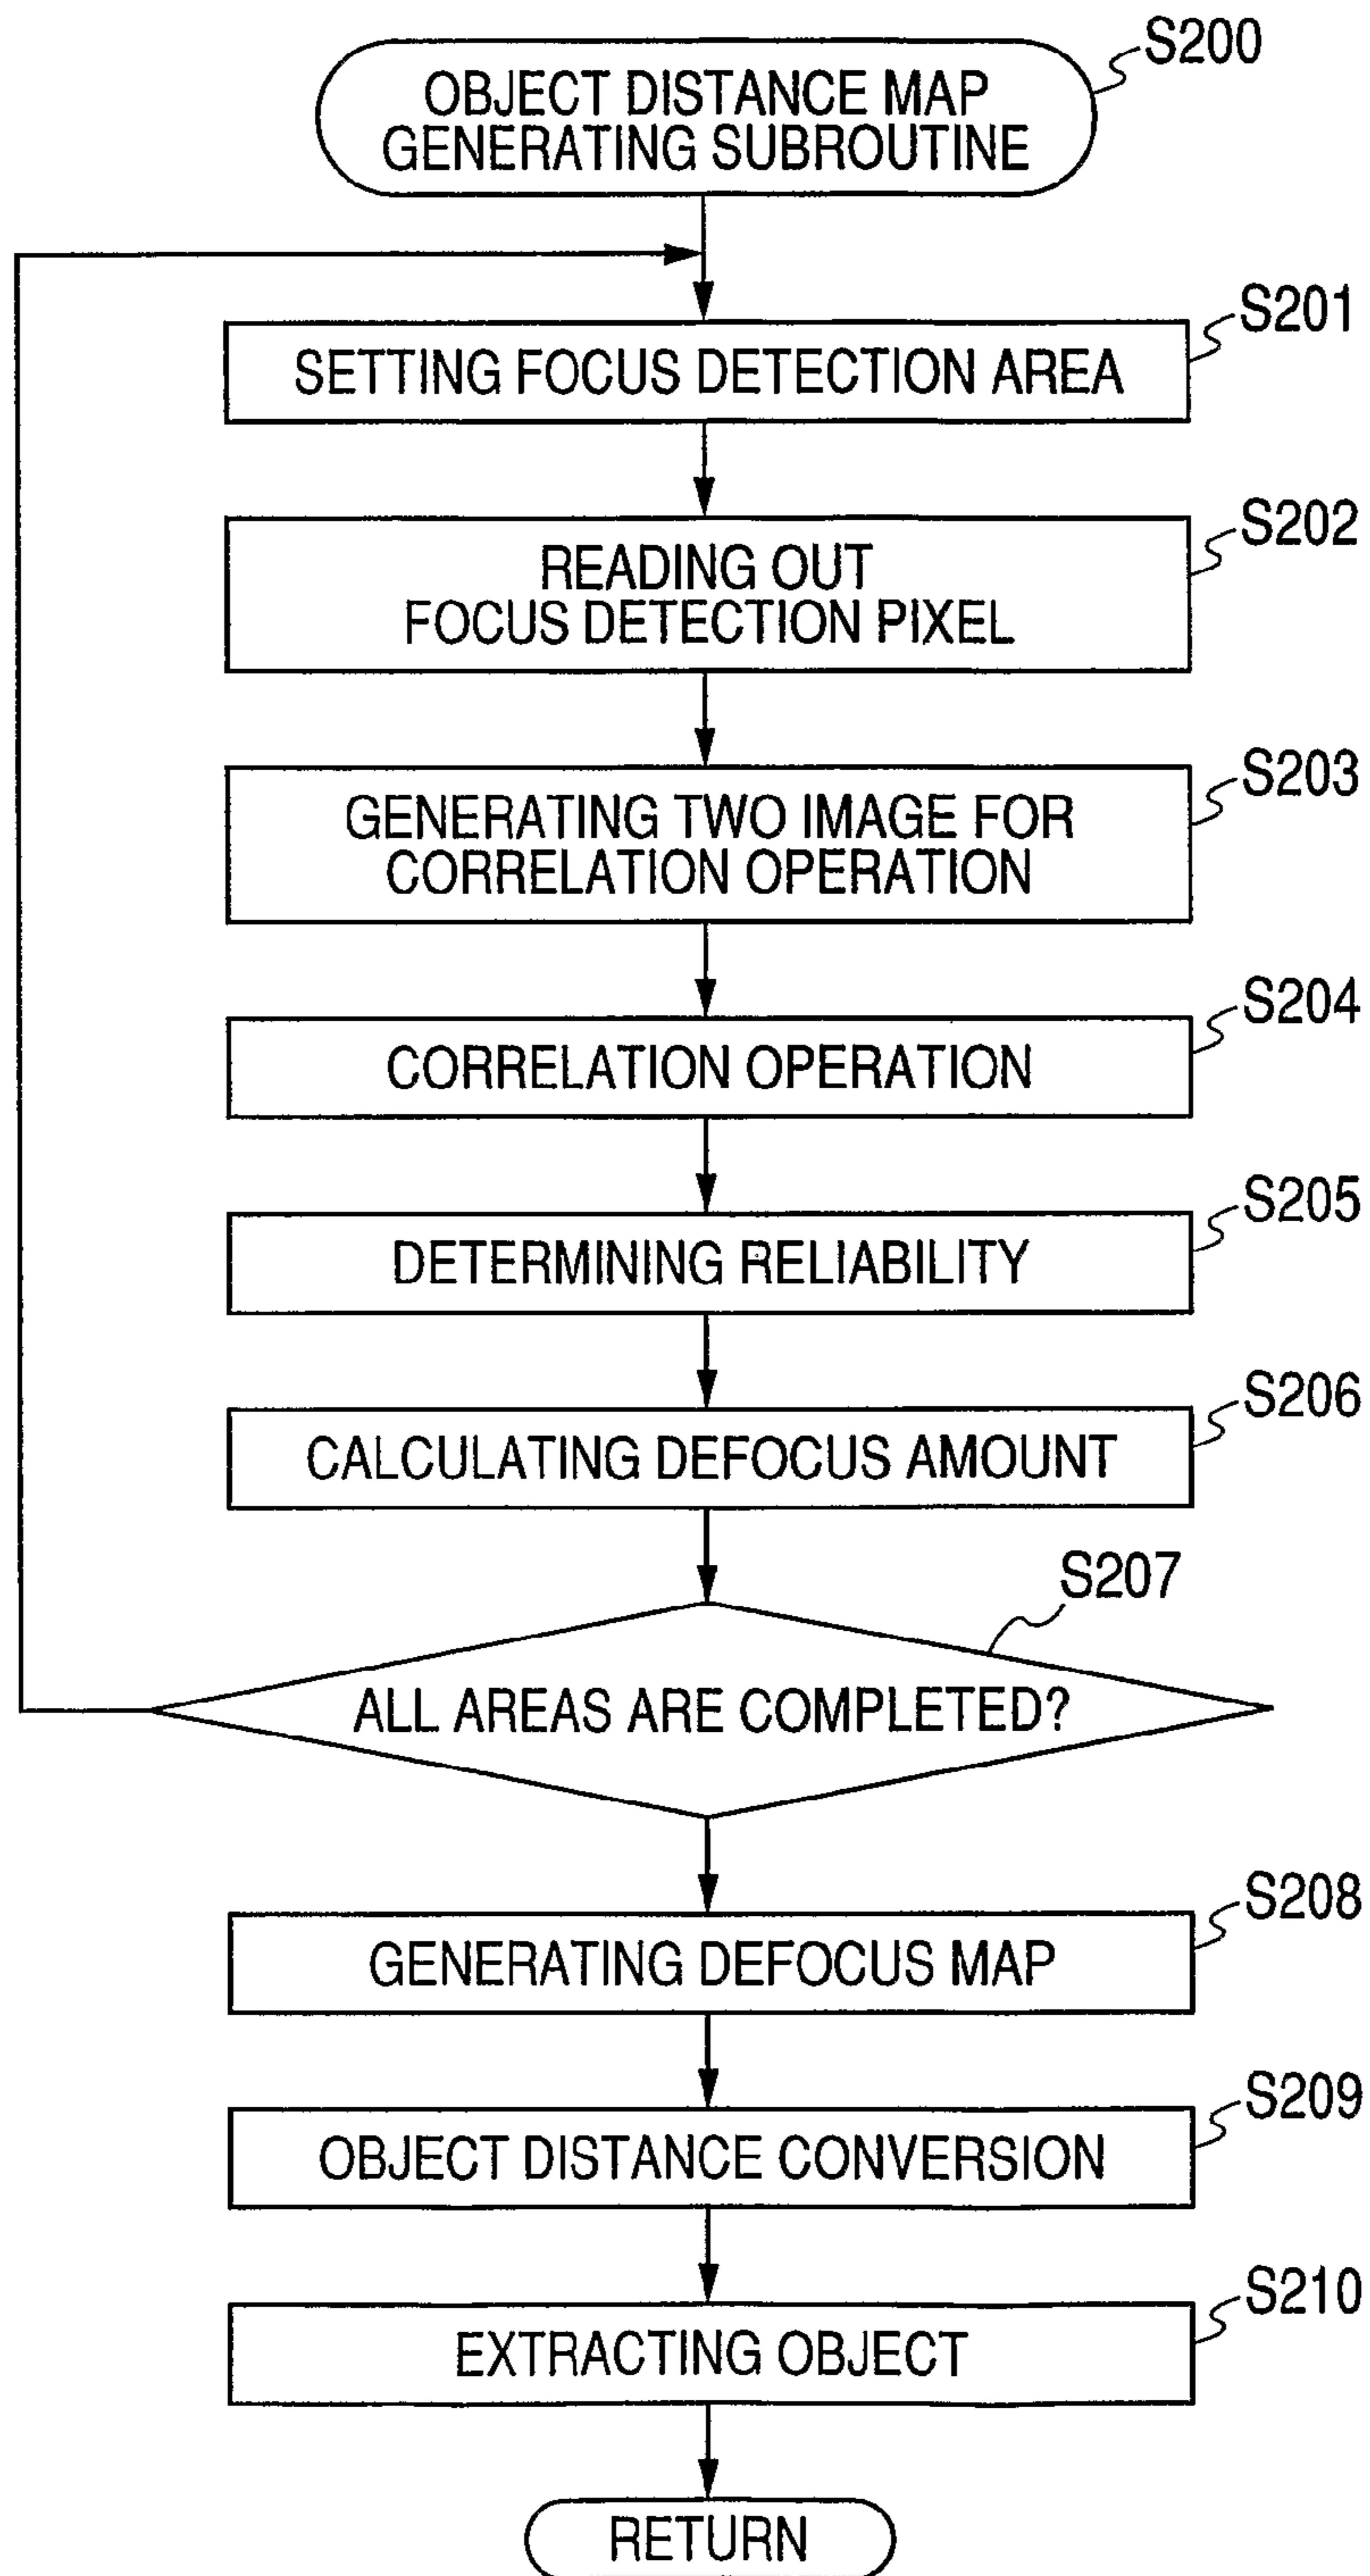 S200
OBJECT DISTANCE MAP
GENERATING SUBROUTINE
S201
SETTING FOCUS DETECTION AREA
S202
READING OUT
FOCUS DETECTION PIXEL
S203
GENERATING TWO IMAGE FOR
CORRELATION OPERATION
S204
CORRELATION OPERATION
S205
DETERMINING RELIABILITY
S206
CALCULATING DEFOCUS AMOUNT
S207
ALL AREAS ARE COMPLETED?
S208
GENERATING DEFOCUS MAP
S209
OBJECT DISTANCE CONVERSION
S210
EXTRACTING OBJECT
RETURN